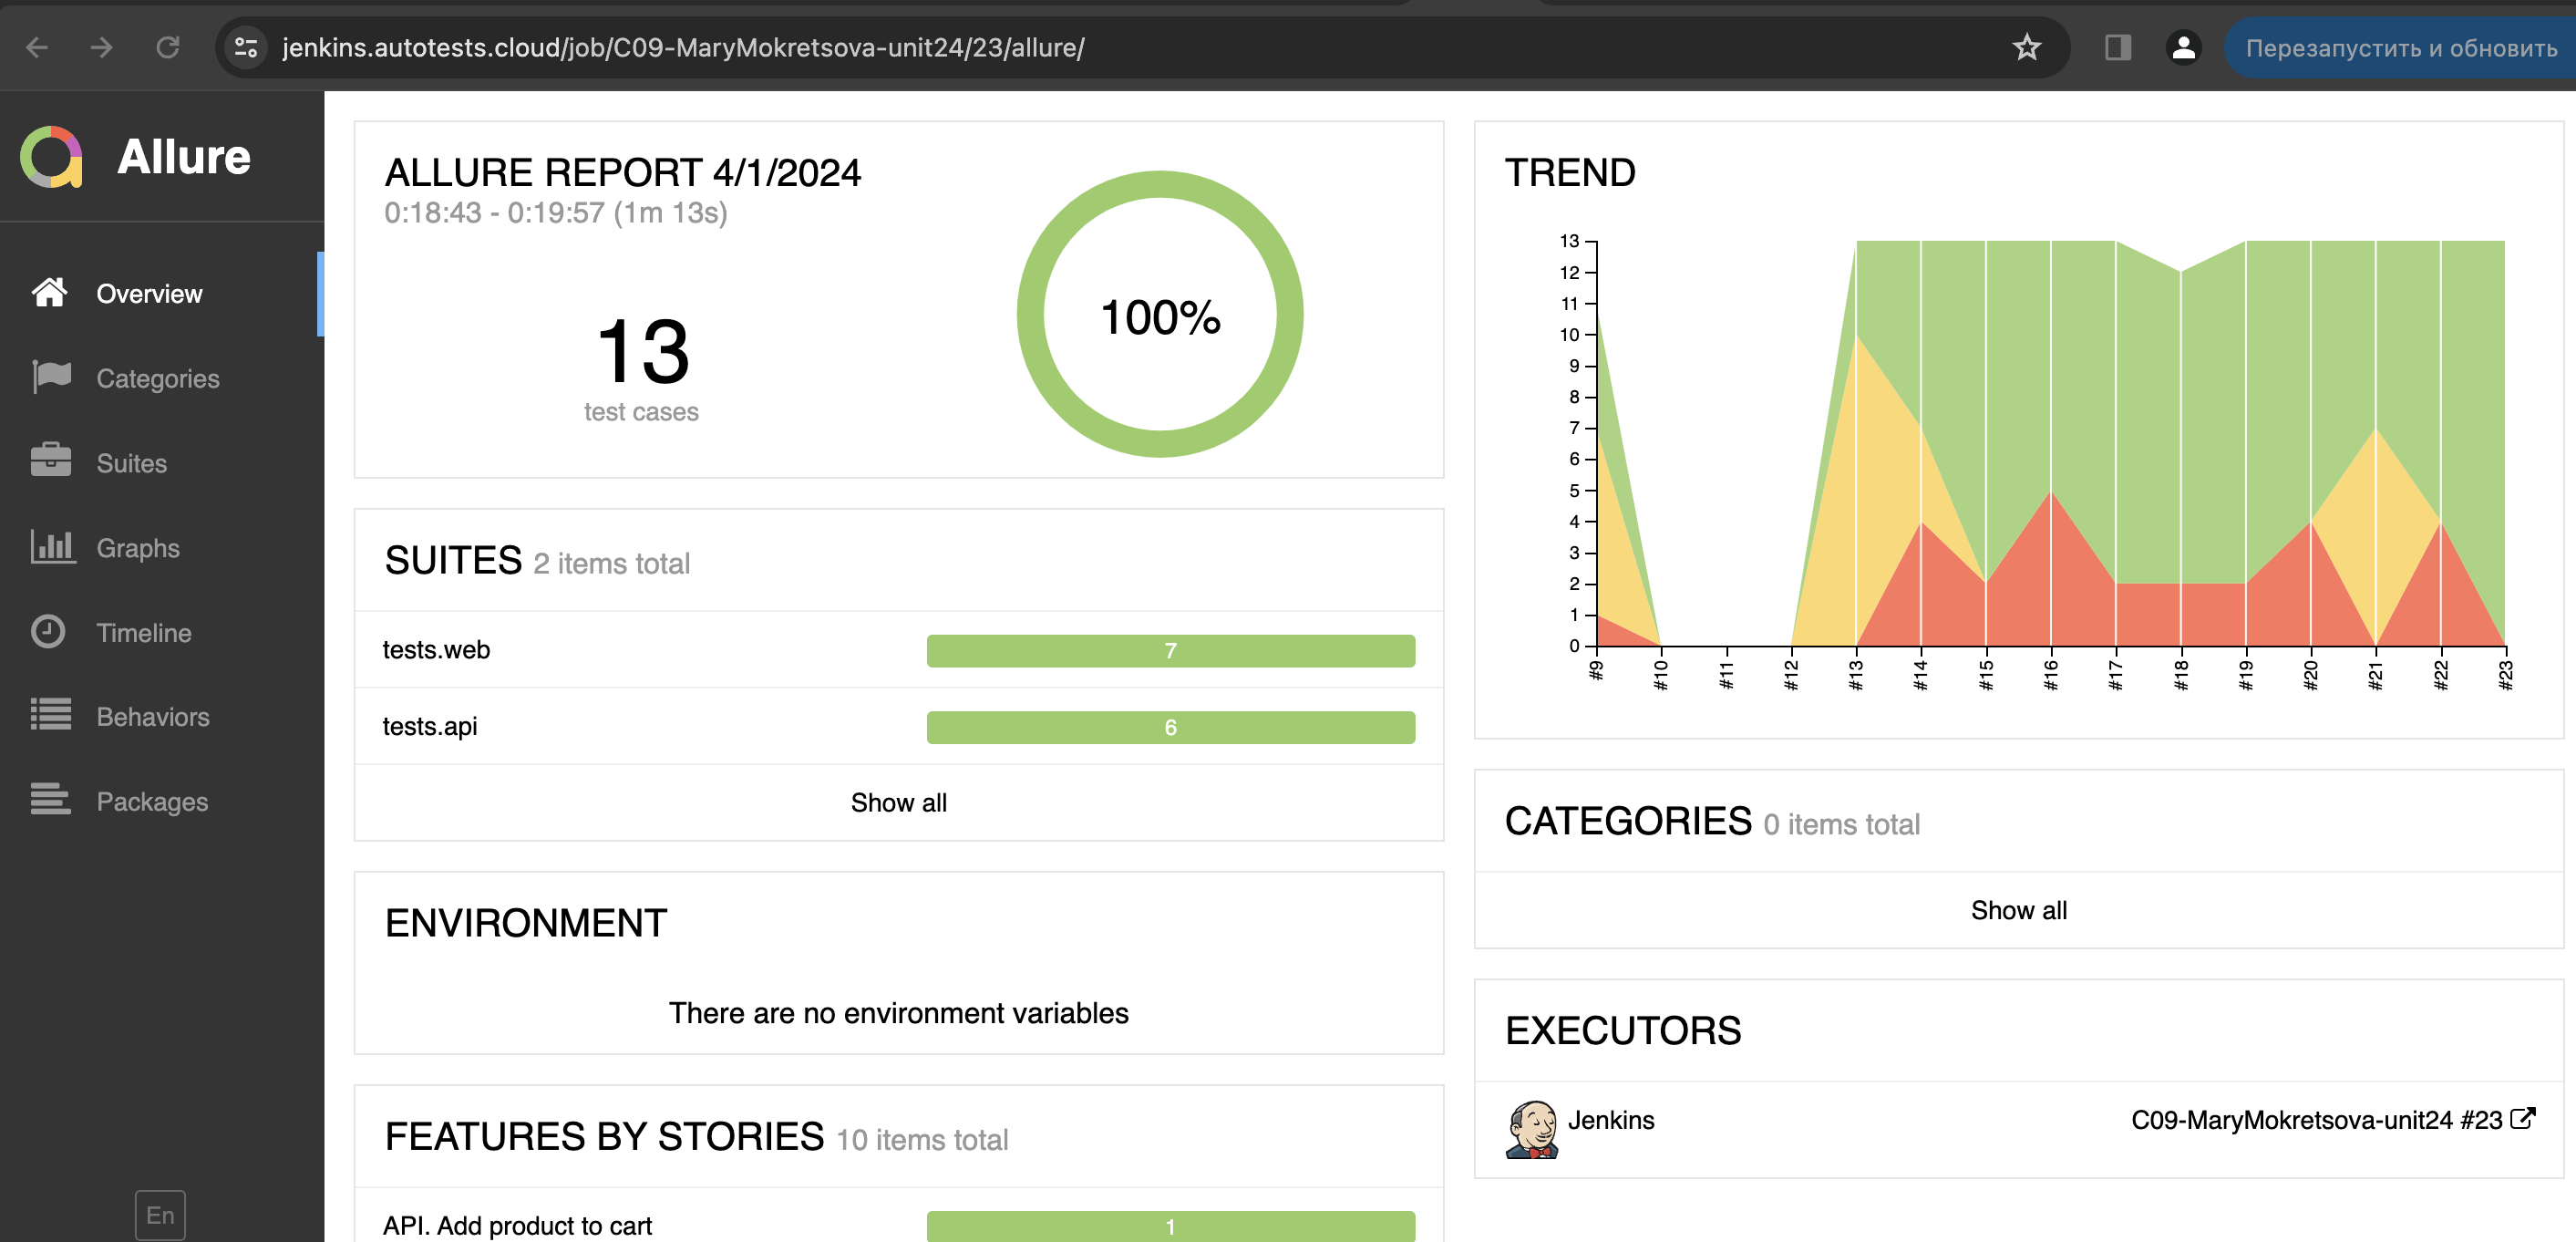 jenkins.autotests.cloud/job/C09-MaryMokretsova-unit24/23/allure/
Перезапустить и обновить
Allure
Overview
Categories
Suites
Graphs
Timeline
Behaviors
Packages
En
ALLURE REPORT 4/1/2024
0:18:43 - 0:19:57 (1m 13s)
13
test cases
100%
SUITES 2 items total
tests.web 7
tests.api 6
Show all
ENVIRONMENT
There are no environment variables
FEATURES BY STORIES 10 items total
API. Add product to cart 1
TREND
13
12
11
10
9
8
7
6
5
4
3
2
1
0
#9 #10 #11 #12 #13 #14 #15 #16 #17 #18 #19 #20 #21 #22 #23
CATEGORIES 0 items total
Show all
EXECUTORS
Jenkins C09-MaryMokretsova-unit24 #23